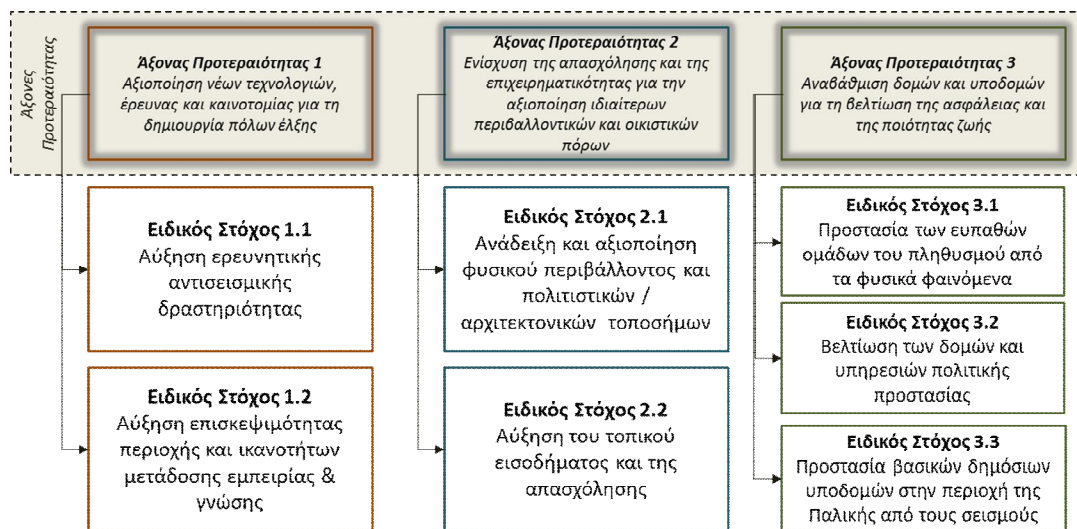 Άξονες
Προτεραιότητας
Άξονας Προτεραιότητας 1
Αξιοποίηση νέων τεχνολογιών,
έρευνας και καινοτομίας για τη
δημιουργία πόλων έλξης
Άξονας Προτεραιότητας 2
Ενίσχυση της απασχόλησης και της
επιχειρηματικότητας για την
αξιοποίηση ιδιαίτερων
περιβαλλοντικών και οικιστικών
πόρων
Άξονας Προτεραιότητας 3
Αναβάθμιση δομών και υποδομών
για τη βελτίωση της ασφάλειας και
της ποιότητας ζωής
Ειδικός Στόχος 1.1
Αύξηση ερευνητικής
αντισεισμικής
δραστηριότητας
Ειδικός Στόχος 1.2
Αύξηση επισκεψιμότητας
περιοχής και ικανοτήτων
μετάδοσης εμπειρίας &
γνώσης
Ειδικός Στόχος 2.1
Ανάδειξη και αξιοποίηση
φυσικού περιβάλλοντος και
πολιτιστικών /
αρχιτεκτονικών τοποσήμων
Ειδικός Στόχος 2.2
Αύξηση του τοπικού
εισοδήματος και της
απασχόλησης
Ειδικός Στόχος 3.1
Προστασία των ευπαθών
ομάδων του πληθυσμού από
τα φυσικά φαινόμενα
Ειδικός Στόχος 3.2
Βελτίωση των δομών και
υπηρεσιών πολιτικής
προστασίας
Ειδικός Στόχος 3.3
Προστασία βασικών δημόσιων
υποδομών στην περιοχή της
Παλικής από τους σεισμούς